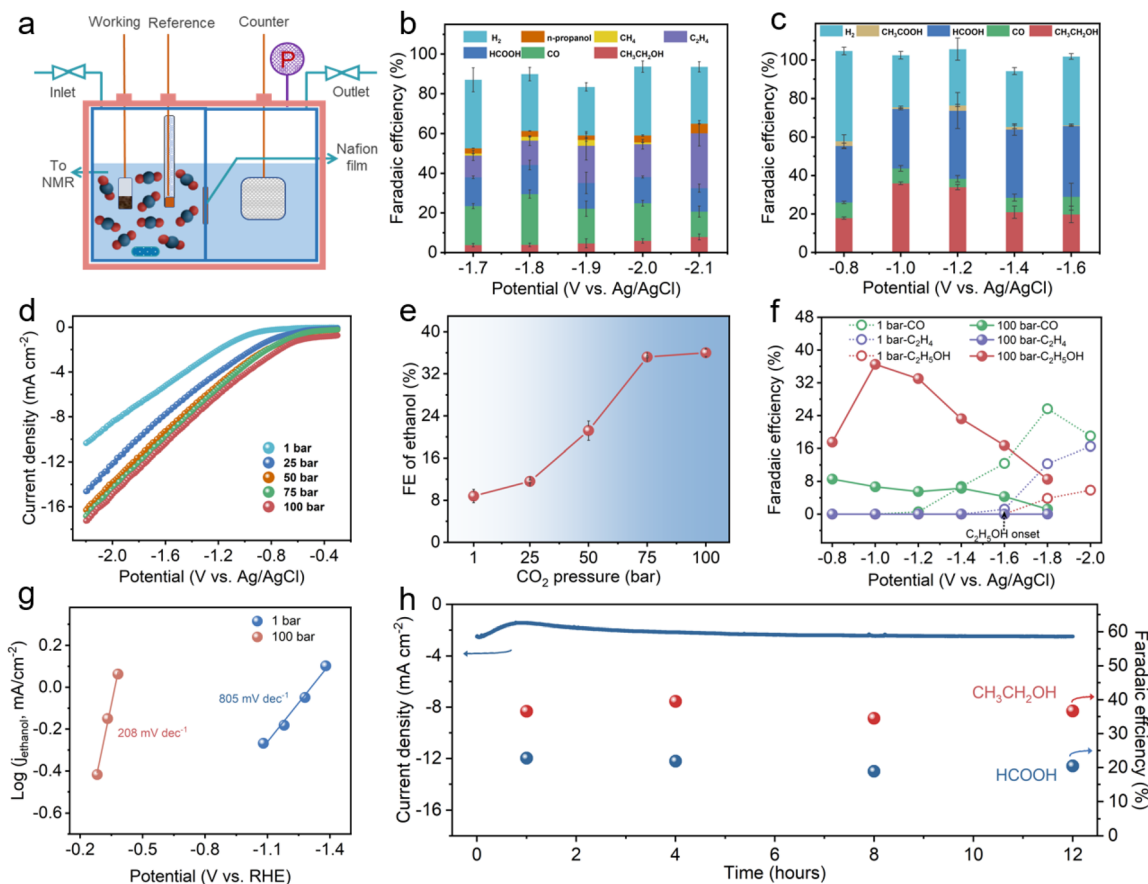 a
Working
Reference
Counter
P
Inlet
Outlet
To
NMR
Nafion
film
b
H₂
n-propanol
CH₄
C₂H₄
HCOOH
CO
CH₃CH₂OH
Faradaic effciency (%)
100
80
60
40
20
0
-1.7
-1.8
-1.9
-2.0
-2.1
Potential (V vs. Ag/AgCl)
c
H₂
CH₃COOH
HCOOH
CO
CH₃CH₂OH
Faradaic effciency (%)
120
100
80
60
40
20
0
-0.8
-1.0
-1.2
-1.4
-1.6
Potential (V vs. Ag/AgCl)
d
Current density (mA cm⁻²)
0
-4
-8
-12
-16
1 bar
25 bar
50 bar
75 bar
100 bar
-2.0
-1.6
-1.2
-0.8
-0.4
Potential (V vs. Ag/AgCl)
e
FE of ethanol (%)
40
32
24
16
8
0
1
25
50
75
100
CO₂ pressure (bar)
f
1 bar-CO
100 bar-CO
1 bar-C₂H₄
100 bar-C₂H₄
1 bar-C₂H₅OH
100 bar-C₂H₅OH
Faradaic effciency (%)
48
40
32
24
16
8
0
C₂H₅OH onset
-0.8
-1.0
-1.2
-1.4
-1.6
-1.8
-2.0
Potential (V vs. Ag/AgCl)
g
1 bar
100 bar
Log (jethanol, mA/cm⁻²)
0.2
0.0
-0.2
-0.4
-0.6
805 mV dec⁻¹
208 mV dec⁻¹
-0.2
-0.5
-0.8
-1.1
-1.4
Potential (V vs. RHE)
h
Current density (mA cm⁻²)
0
-4
-8
-12
-16
CH₃CH₂OH
HCOOH
60
50
40
30
20
10
0
Faradaic efficiency (%)
0
2
4
6
8
10
12
Time (hours)